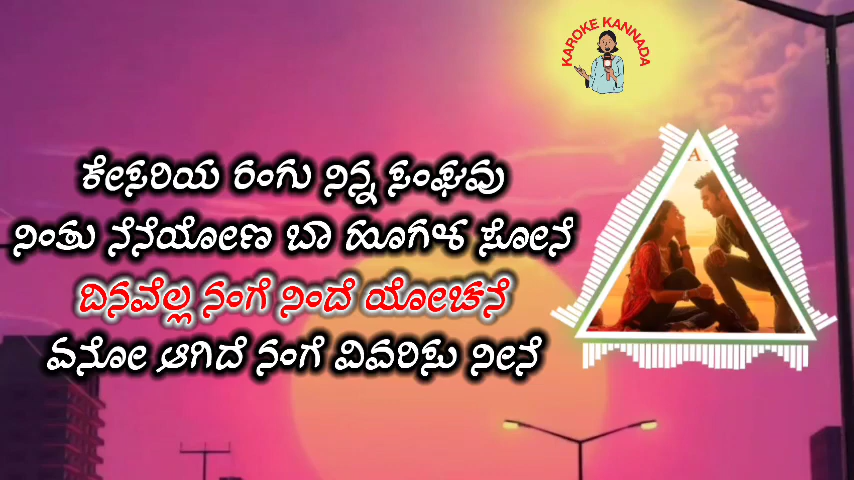 KAROKE KANNADA
ಕೇಸರಿಯ ರಂಗು ನಿನ್ನ ಸಂಘವು
ನಿಂತು ನೆನೆಯೋಣ ಬಾ ಹೂಗಳ ಸೋನೆ
ದಿನವೆಲ್ಲ ನಂಗೆ ನಿಂದೆ ಯೋಚನೆ
ಏನೋ ಆಗಿದೆ ನಂಗೆ ವಿವರಿಸು ನೀನೆ